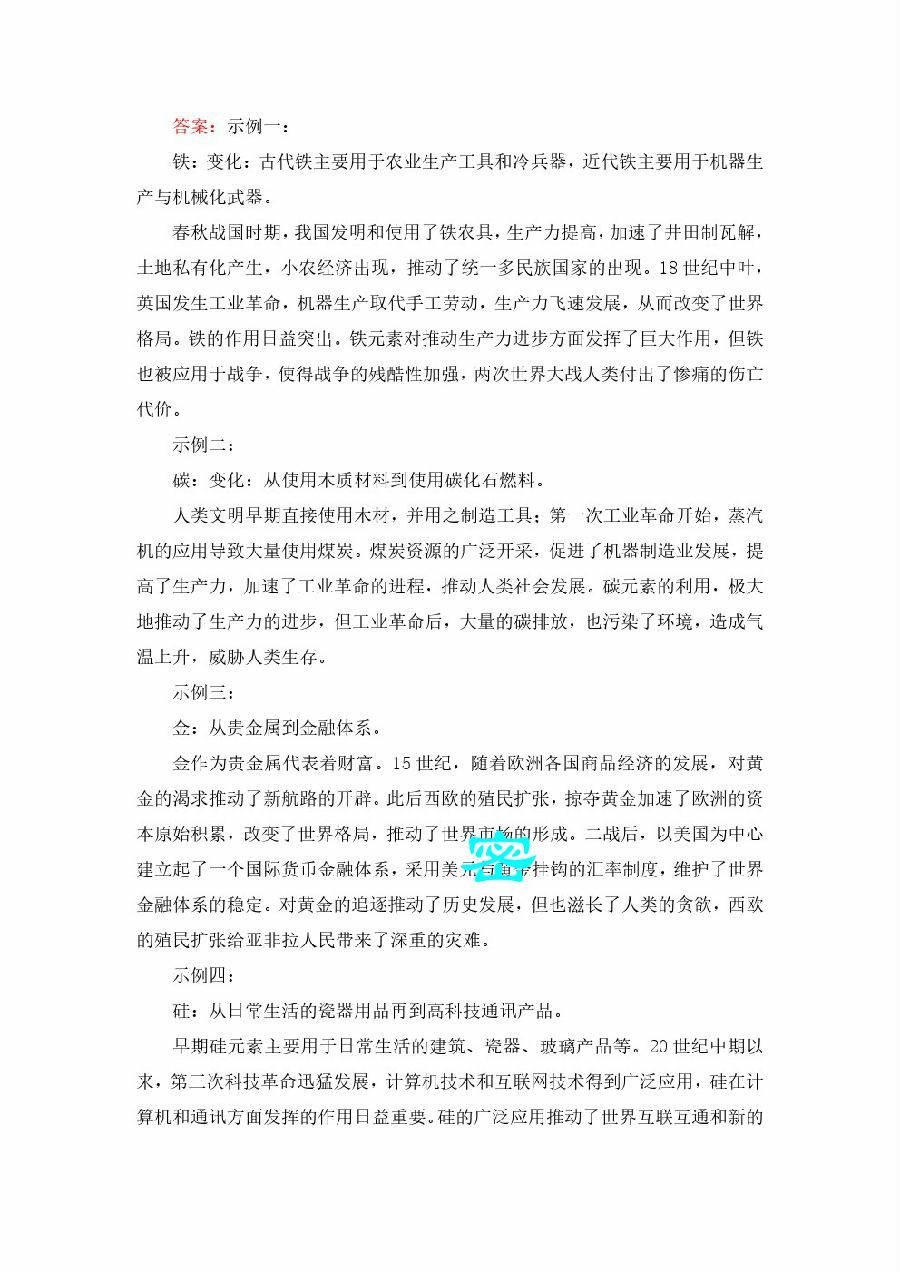 答案：示例一：
铁：变化：古代铁主要用于农业生产工具和冷兵器，近代铁主要用于机器生
产与机械化武器。
春秋战国时期，我国发明和使用了铁农具，生产力提高，加速了井田制瓦解，
土地私有化产生，小农经济出现，推动了统一多民族国家的出现。18世纪中叶，
英国发生工业革命，机器生产取代手工劳动，生产力飞速发展，从而改变了世界
格局。铁的作用日益突出。铁元素对推动生产力进步方面发挥了巨大作用，但铁
也被应用于战争，使得战争的残酷性加强，两次世界大战人类付出了惨痛的伤亡
代价。
示例二：
碳：变化：从使用木质材料到使用碳化石燃料。
人类文明早期直接使用木材，并用之制造工具；第一次工业革命开始，蒸汽
机的应用导致大量使用煤炭。煤炭资源的广泛开采，促进了机器制造业发展，提
高了生产力，加速了工业革命的进程，推动人类社会发展。碳元素的利用，极大
地推动了生产力的进步，但工业革命后，大量的碳排放，也污染了环境，造成气
温上升，威胁人类生存。
示例三：
金：从贵金属到金融体系。
金作为贵金属代表着财富。15世纪，随着欧洲各国商品经济的发展，对黄
金的渴求推动了新航路的开辟。此后西欧的殖民扩张，掠夺黄金加速了欧洲的资
本原始积累，改变了世界格局，推动了世界市场的形成。二战后，以美国为中心
建立起了一个国际货币金融体系，采用美元与黄金挂钩的汇率制度，维护了世界
金融体系的稳定。对黄金的追逐推动了历史发展，但也滋长了人类的贪欲，西欧
的殖民扩张给亚非拉人民带来了深重的灾难。
示例四：
硅：从日常生活的瓷器用品再到高科技通讯产品。
早期硅元素主要用于日常生活的建筑、瓷器、玻璃产品等。20世纪中期以
来，第三次科技革命迅猛发展，计算机技术和互联网技术得到广泛应用，硅在计
算机和通讯方面发挥的作用日益重要。硅的广泛应用推动了世界互联互通和新的
密